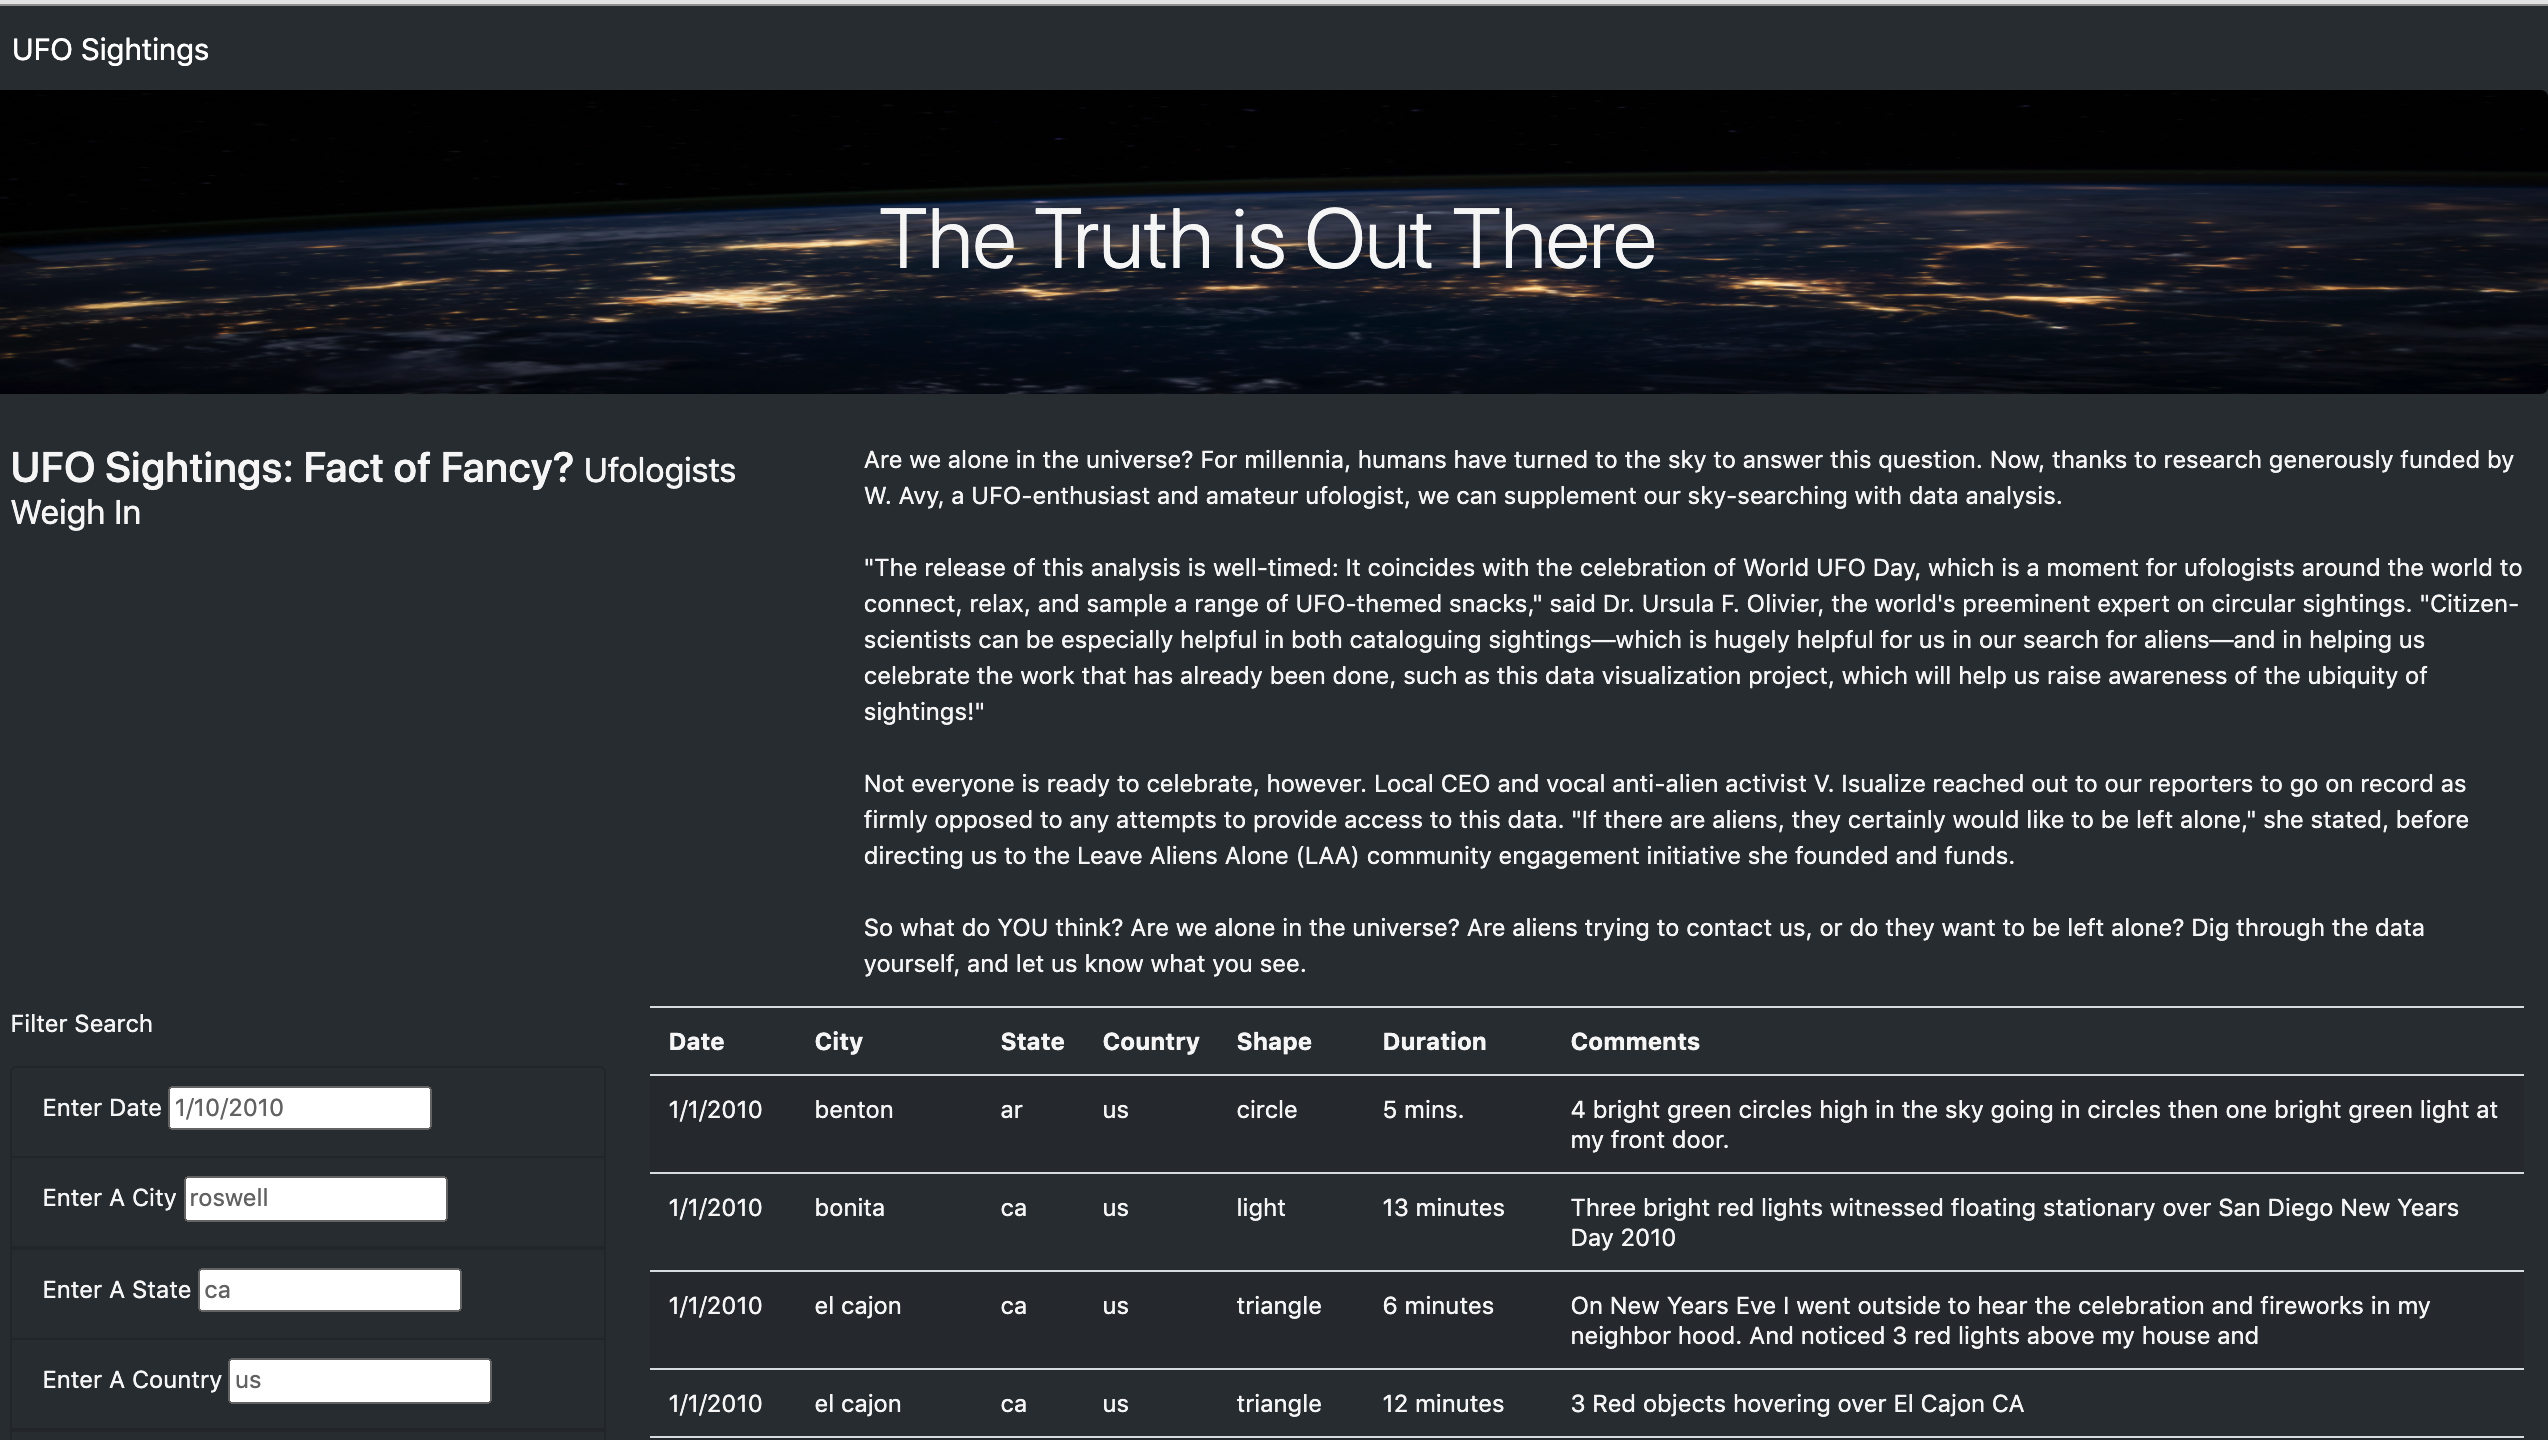 UFO Sightings
The Truth is Out There
UFO Sightings: Fact of Fancy? Ufologists
Weigh In
Are we alone in the universe? For millennia, humans have turned to the sky to answer this question. Now, thanks to research generously funded by
W. Avy, a UFO-enthusiast and amateur ufologist, we can supplement our sky-searching with data analysis.
"The release of this analysis is well-timed: It coincides with the celebration of World UFO Day, which is a moment for ufologists around the world to
connect, relax, and sample a range of UFO-themed snacks," said Dr. Ursula F. Olivier, the world's preeminent expert on circular sightings. "Citizen-
scientists can be especially helpful in both cataloguing sightings—which is hugely helpful for us in our search for aliens—and in helping us
celebrate the work that has already been done, such as this data visualization project, which will help us raise awareness of the ubiquity of
sightings!"
Not everyone is ready to celebrate, however. Local CEO and vocal anti-alien activist V. Isualize reached out to our reporters to go on record as
firmly opposed to any attempts to provide access to this data. "If there are aliens, they certainly would like to be left alone," she stated, before
directing us to the Leave Aliens Alone (LAA) community engagement initiative she founded and funds.
So what do YOU think? Are we alone in the universe? Are aliens trying to contact us, or do they want to be left alone? Dig through the data
yourself, and let us know what you see.
Filter Search
Enter Date 1/10/2010
Enter A City roswell
Enter A State ca
Enter A Country us
Date City State Country Shape Duration Comments
1/1/2010 benton ar us circle 5 mins. 4 bright green circles high in the sky going in circles then one bright green light at
my front door.
1/1/2010 bonita ca us light 13 minutes Three bright red lights witnessed floating stationary over San Diego New Years
Day 2010
1/1/2010 el cajon ca us triangle 6 minutes On New Years Eve I went outside to hear the celebration and fireworks in my
neighbor hood. And noticed 3 red lights above my house and
1/1/2010 el cajon ca us triangle 12 minutes 3 Red objects hovering over El Cajon CA